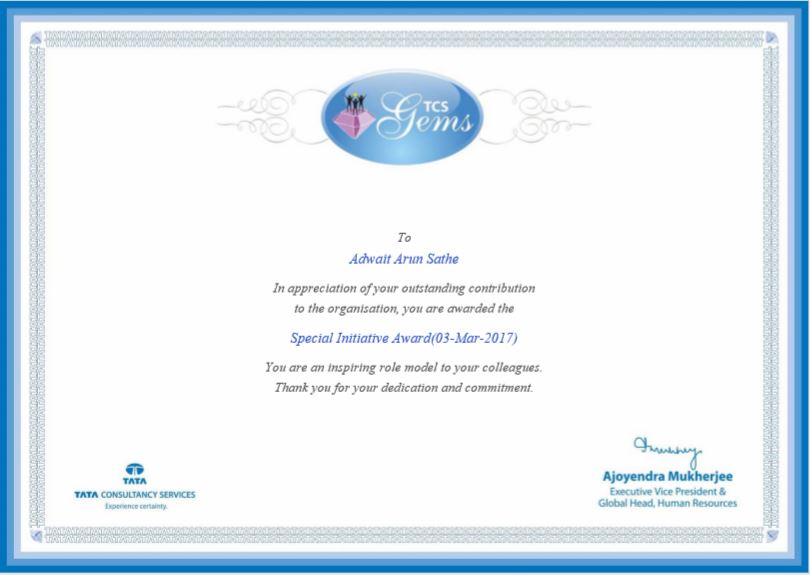 TCS
Gems
To
Adwait Arun Sathe
In appreciation of your outstanding contribution
to the organisation, you are awarded the
Special Initiative Award(03-Mar-2017)
You are an inspiring role model to your colleagues.
Thank you for your dedication and commitment.
TATA
TATA CONSULTANCY SERVICES
Experience certainty.
Ajoyendra Mukherjee
Executive Vice President &
Global Head, Human Resources